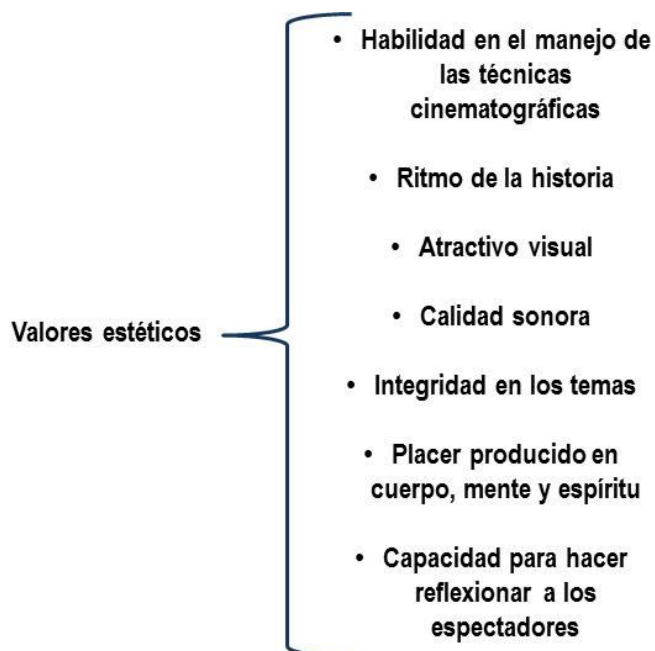 Valores estéticos
• Habilidad en el manejo de
las técnicas
cinematográficas
• Ritmo de la historia
• Atractivo visual
• Calidad sonora
• Integridad en los temas
• Placer producido en
cuerpo, mente y espíritu
• Capacidad para hacer
reflexionar a los
espectadores